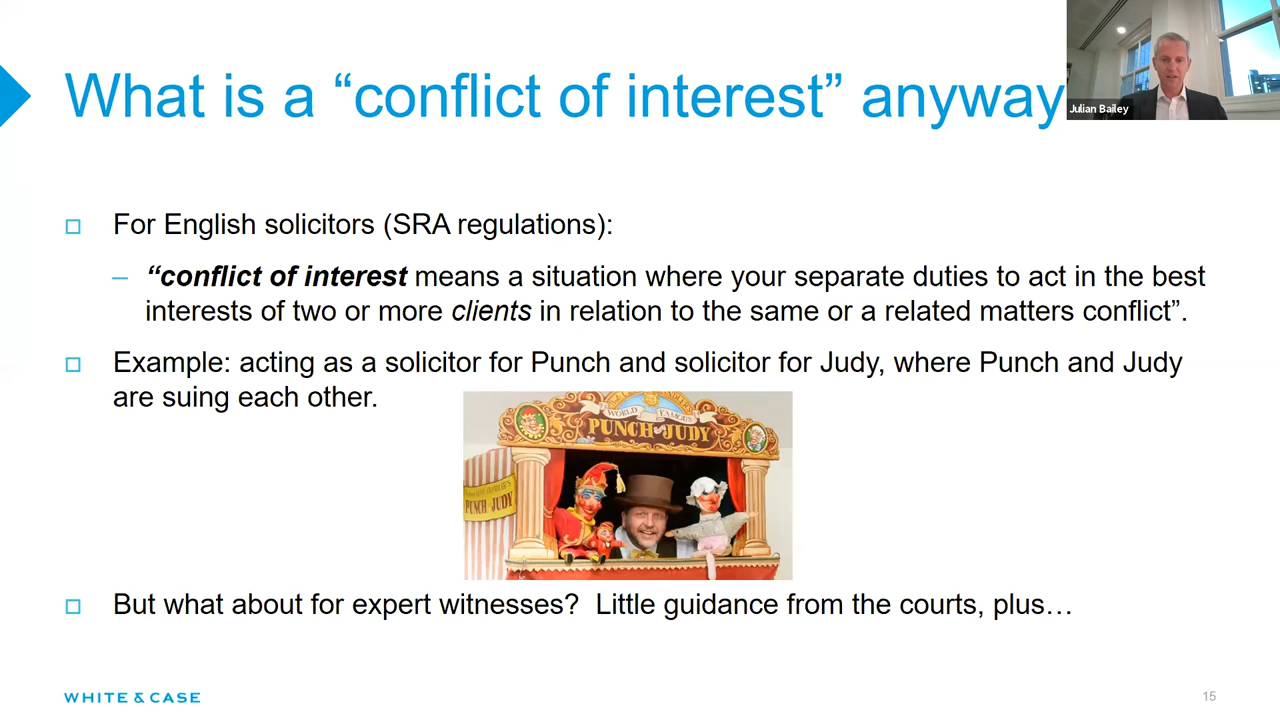 What is a “conflict of interest” anyway
Julian Bailey
□ For English solicitors (SRA regulations):
– “conflict of interest means a situation where your separate duties to act in the best
interests of two or more clients in relation to the same or a related matters conflict”.
□ Example: acting as a solicitor for Punch and solicitor for Judy, where Punch and Judy
are suing each other.
WORLD FAMOUS
PUNCH & JUDY
PUNCH & JUDY
□ But what about for expert witnesses? Little guidance from the courts, plus…
WHITE & CASE
15